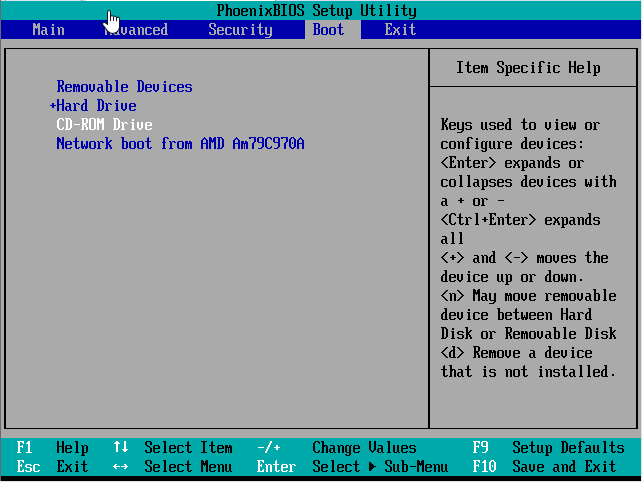 PhoenixBIOS Setup Utility
Main Advanced Security Boot Exit
Removable Devices
+Hard Drive
CD-ROM Drive
Network boot from AMD Am79C970A
Item Specific Help
Keys used to view or
configure devices:
<Enter> expands or
collapses devices with
a + or -
<Ctrl+Enter> expands
all
<+> and <-> moves the
device up or down.
<n> May move removable
device between Hard
Disk or Removable Disk
<d> Remove a device
that is not installed.
F1 Help ↑↓ Select Item -/+ Change Values F9 Setup Defaults
Esc Exit ↔ Select Menu Enter Select ▶ Sub-Menu F10 Save and Exit